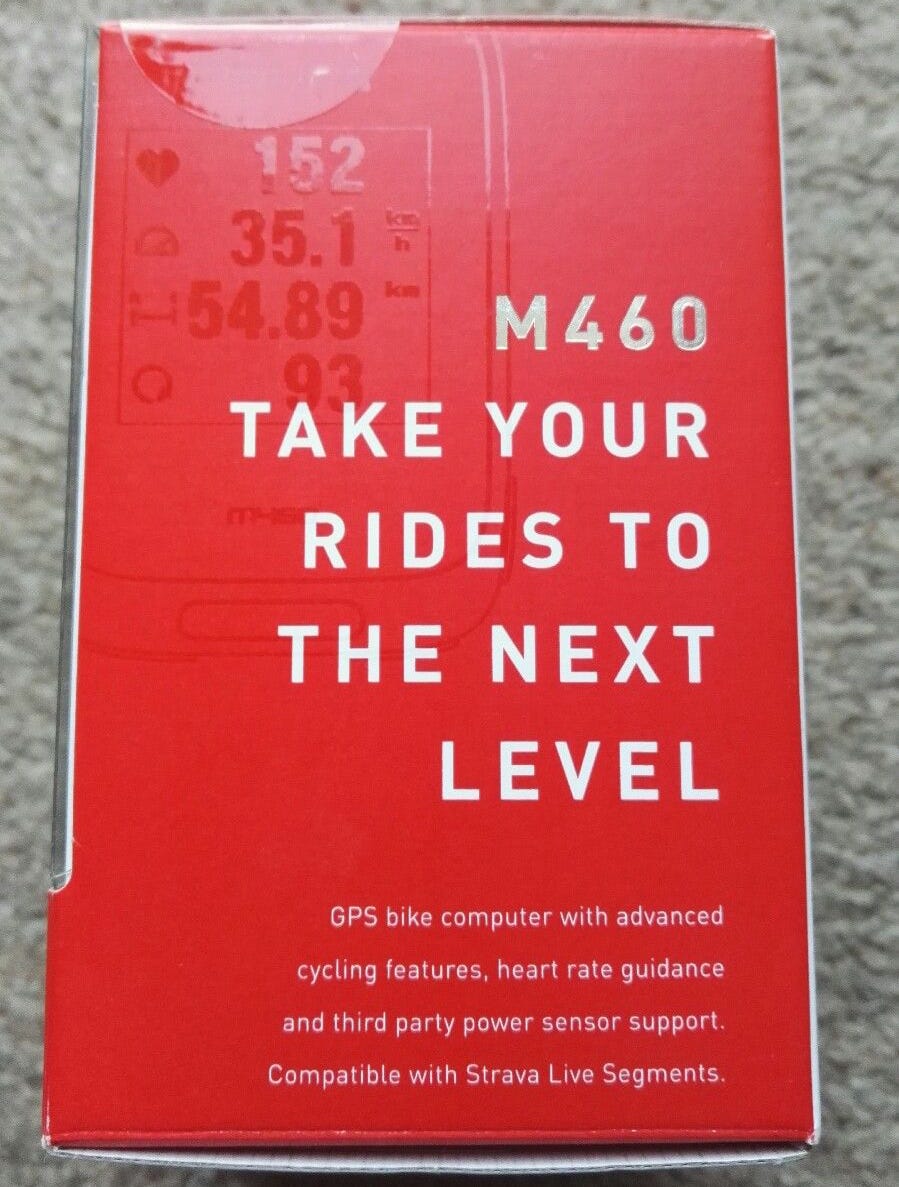 152
35.1 km/h
54.89 km
93
M460
TAKE YOUR
RIDES TO
THE NEXT
LEVEL
M460
GPS bike computer with advanced
cycling features, heart rate guidance
and third party power sensor support.
Compatible with Strava Live Segments.